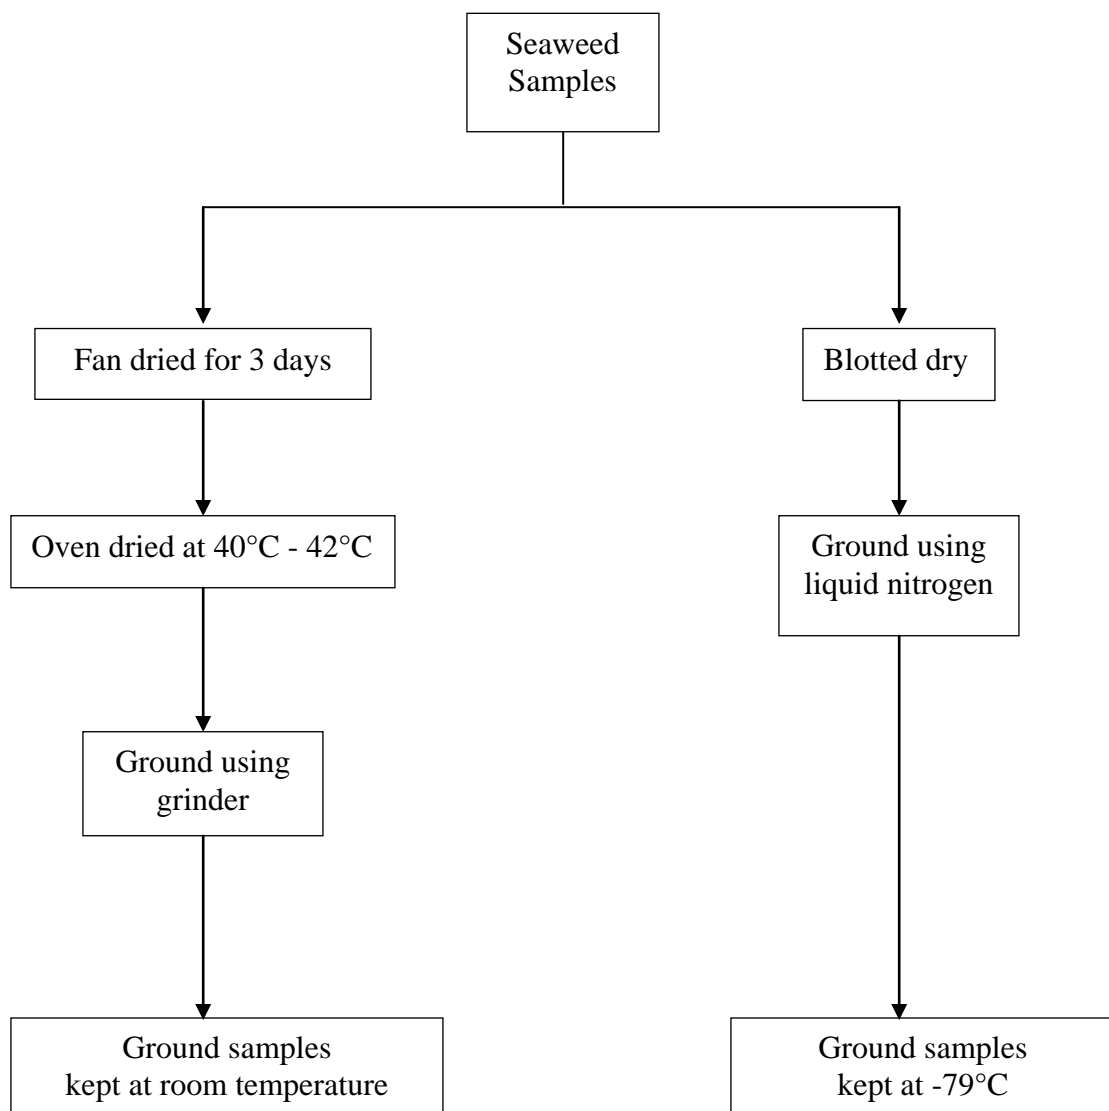 Seaweed
Samples
Fan dried for 3 days
Blotted dry
Oven dried at 40°C - 42°C
Ground using
liquid nitrogen
Ground using
grinder
Ground samples
kept at room temperature
Ground samples
kept at -79°C